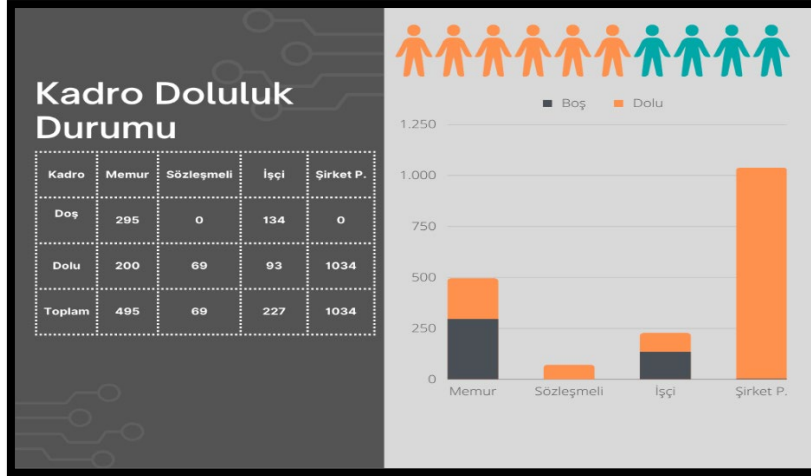 Kadro Doluluk
Durumu
Kadro Memur Sözleşmeli İşçi Şirket P.
Doş 295 0 134 0
Dolu 200 69 93 1034
Toplam 495 69 227 1034
Boş Dolu
1.250
1.000
750
500
250
0
Memur Sözleşmeli İşçi Şirket P.